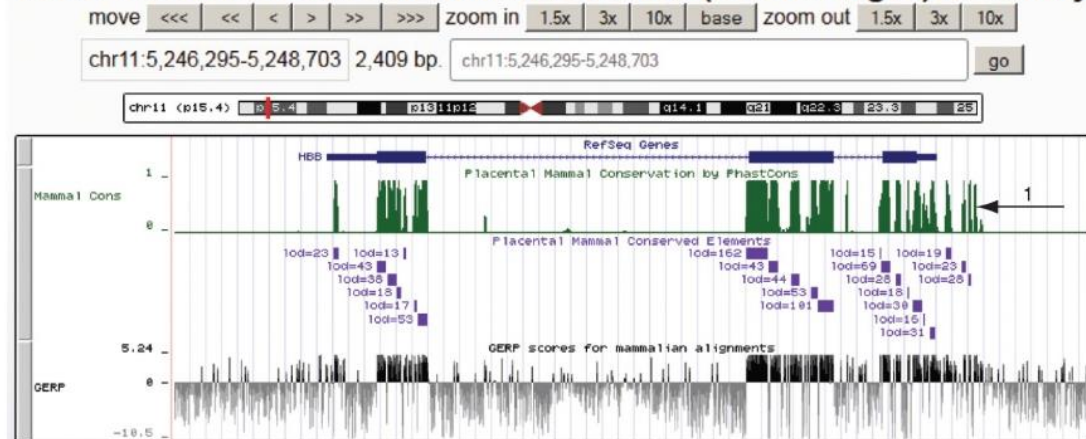 move <<< << < > >> >>> zoom in 1.5x 3x 10x base zoom out 1.5x 3x 10x
chr11:5,246,295-5,248,703 2,409 bp. chr11:5,246,295-5,248,703 go
chr11 (p15.4) p15.4 p13 11p12 q14.1 q21 q22.3 23.3 25
RefSeq Genes
HBB
1 _ Placental Mammal Conservation by PhastCons
Mammal Cons 1
0 _
Placental Mammal Conserved Elements
lod=23 lod=13 lod=162 lod=15 lod=19
lod=43 lod=43 lod=69 lod=23
lod=38 lod=44 lod=28 lod=28
lod=18 lod=53 lod=18
lod=17 lod=101 lod=30
lod=53 lod=16
lod=31
5.24 _ GERP scores for mammalian alignments
GERP 0 _
-10.5 _